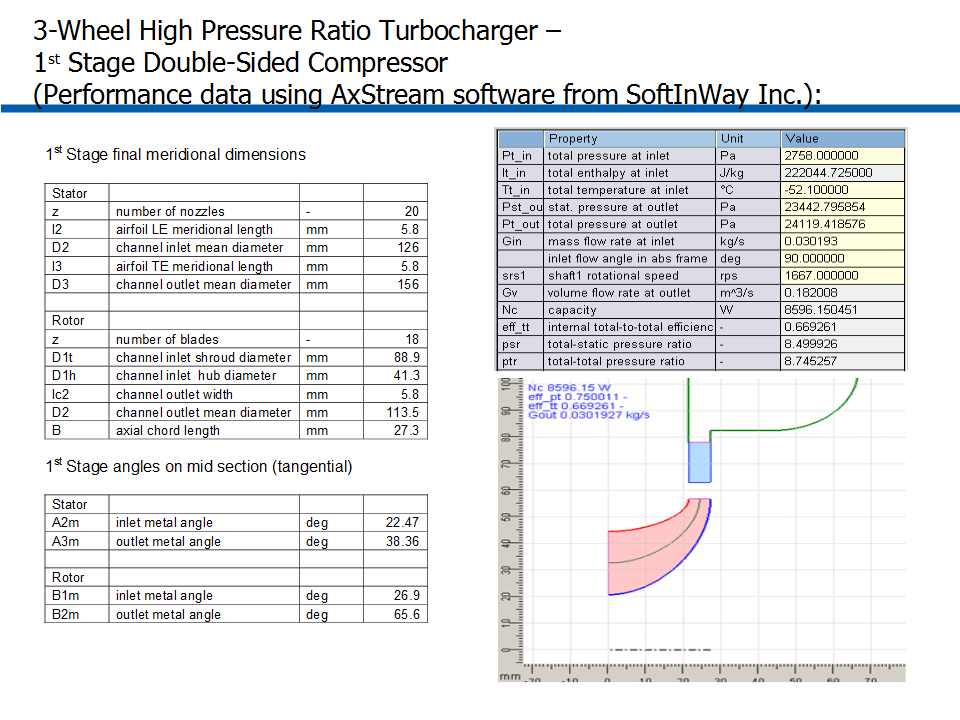 3-Wheel High Pressure Ratio Turbocharger –
1st Stage Double-Sided Compressor
(Performance data using AxStream software from SoftInWay Inc.):
1st Stage final meridional dimensions
Stator
z number of nozzles - 20
l2 airfoil LE meridional length mm 5.8
D2 channel inlet mean diameter mm 126
l3 airfoil TE meridional length mm 5.8
D3 channel outlet mean diameter mm 156
Rotor
z number of blades - 18
D1t channel inlet shroud diameter mm 88.9
D1h channel inlet hub diameter mm 41.3
lc2 channel outlet width mm 5.8
D2 channel outlet mean diameter mm 113.5
B axial chord length mm 27.3
1st Stage angles on mid section (tangential)
Stator
A2m inlet metal angle deg 22.47
A3m outlet metal angle deg 38.36
Rotor
B1m inlet metal angle deg 26.9
B2m outlet metal angle deg 65.6
Property Unit Value
Pt_in total pressure at inlet Pa 2758.000000
It_in total enthalpy at inlet J/kg 222044.725000
Tt_in total temperature at inlet °C -52.100000
Pst_ou stat. pressure at outlet Pa 23442.795854
Pt_out total pressure at outlet Pa 24119.418576
Gin mass flow rate at inlet kg/s 0.030193
inlet flow angle in abs frame deg 90.000000
srs1 shaft1 rotational speed rps 1667.000000
Gv volume flow rate at outlet m^3/s 0.182008
Nc capacity W 8596.150451
eff_tt internal total-to-total efficienc - 0.669261
psr total-static pressure ratio - 8.499926
ptr total-total pressure ratio - 8.745257
Nc 8596.15 W
eff_pt 0.750011 -
eff_tt 0.669261 -
Gout 0.0301927 kg/s
100
90
80
70
60
50
40
30
20
10
0
mm -20 -10 0 10 20 30 40 50 60 70